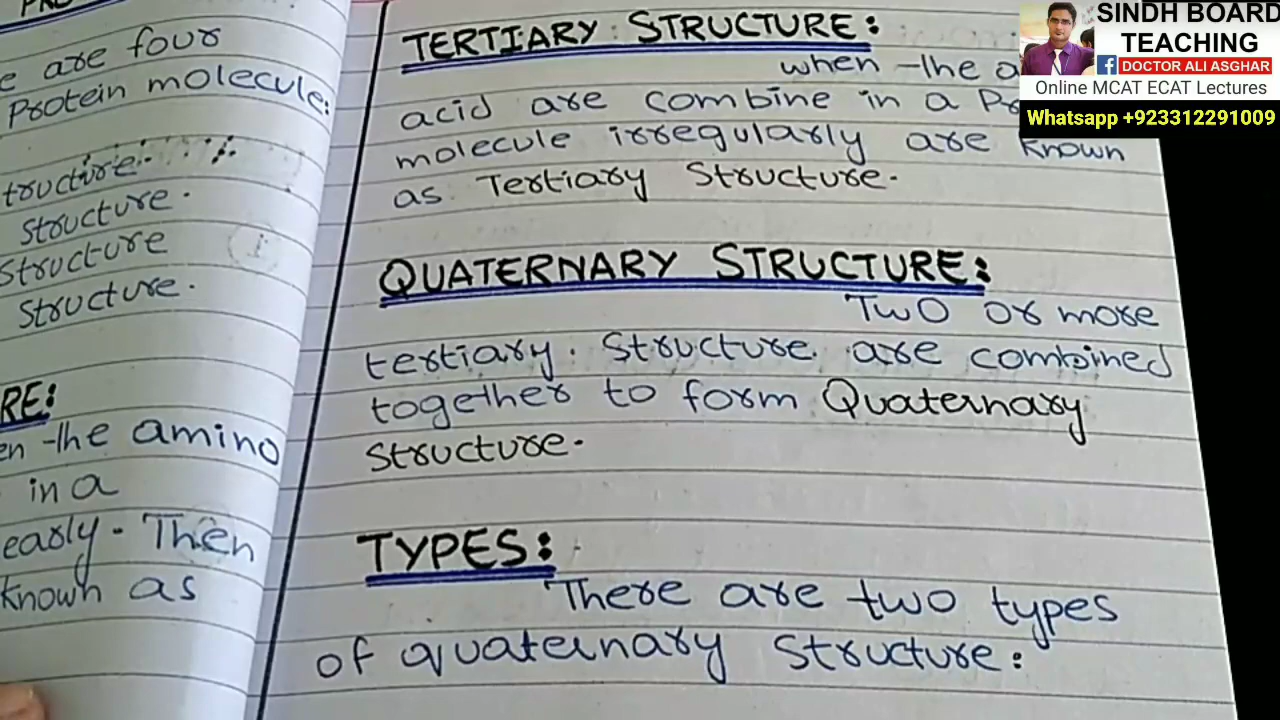 e are four
Protein molecule:
tructure.
Structure.
Structure
Structure.
RE:
en the amino
in a
early. Then
known as
TERTIARY STRUCTURE:
when the a
acid are combine in a Pr
molecule irregularly are known
as Tertiary Structure.
QUATERNARY STRUCTURE:
Two or more
tertiary. Structure are combined
together to form Quaternary
Structure.
TYPES:
There are two types
of quaternary Structure:
SINDH BOARD
TEACHING
f DOCTOR ALI ASGHAR
Online MCAT ECAT Lectures
Whatsapp +923312291009